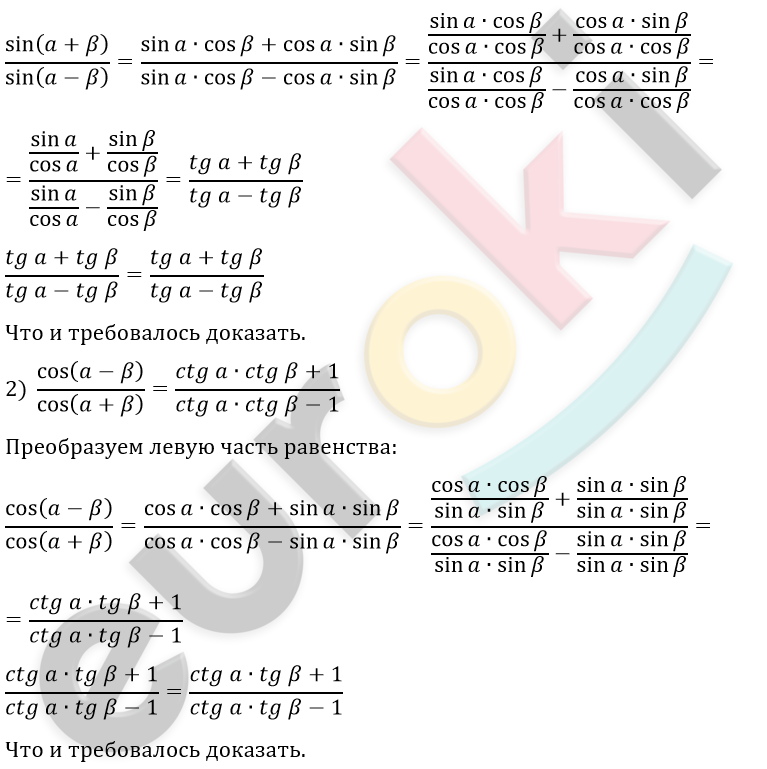 sin(α + β)/sin(α − β) = (sin α · cos β + cos α · sin β)/(sin α · cos β − cos α · sin β) = ((sin α · cos β)/(cos α · cos β) + (cos α · sin β)/(cos α · cos β))/((sin α · cos β)/(cos α · cos β) − (cos α · sin β)/(cos α · cos β)) =
= (sin α/cos α + sin β/cos β)/(sin α/cos α − sin β/cos β) = (tg α + tg β)/(tg α − tg β)
(tg α + tg β)/(tg α − tg β) = (tg α + tg β)/(tg α − tg β)
Что и требовалось доказать.
2) cos(α − β)/cos(α + β) = (ctg α · ctg β + 1)/(ctg α · ctg β − 1)
Преобразуем левую часть равенства:
cos(α − β)/cos(α + β) = (cos α · cos β + sin α · sin β)/(cos α · cos β − sin α · sin β) = ((cos α · cos β)/(sin α · sin β) + (sin α · sin β)/(sin α · sin β))/((cos α · cos β)/(sin α · sin β) − (sin α · sin β)/(sin α · sin β)) =
= (ctg α · tg β + 1)/(ctg α · tg β − 1)
(ctg α · tg β + 1)/(ctg α · tg β − 1) = (ctg α · tg β + 1)/(ctg α · tg β − 1)
Что и требовалось доказать.
euroki